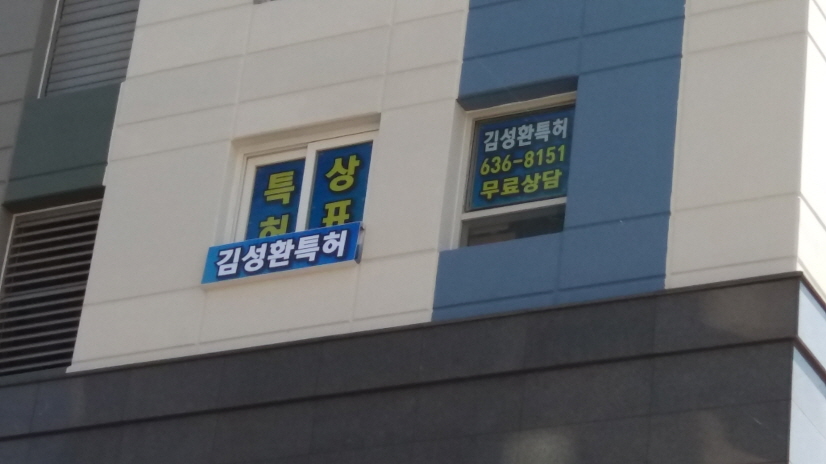 특허
상표
김성환특허
김성환특허
636-8151
무료상담